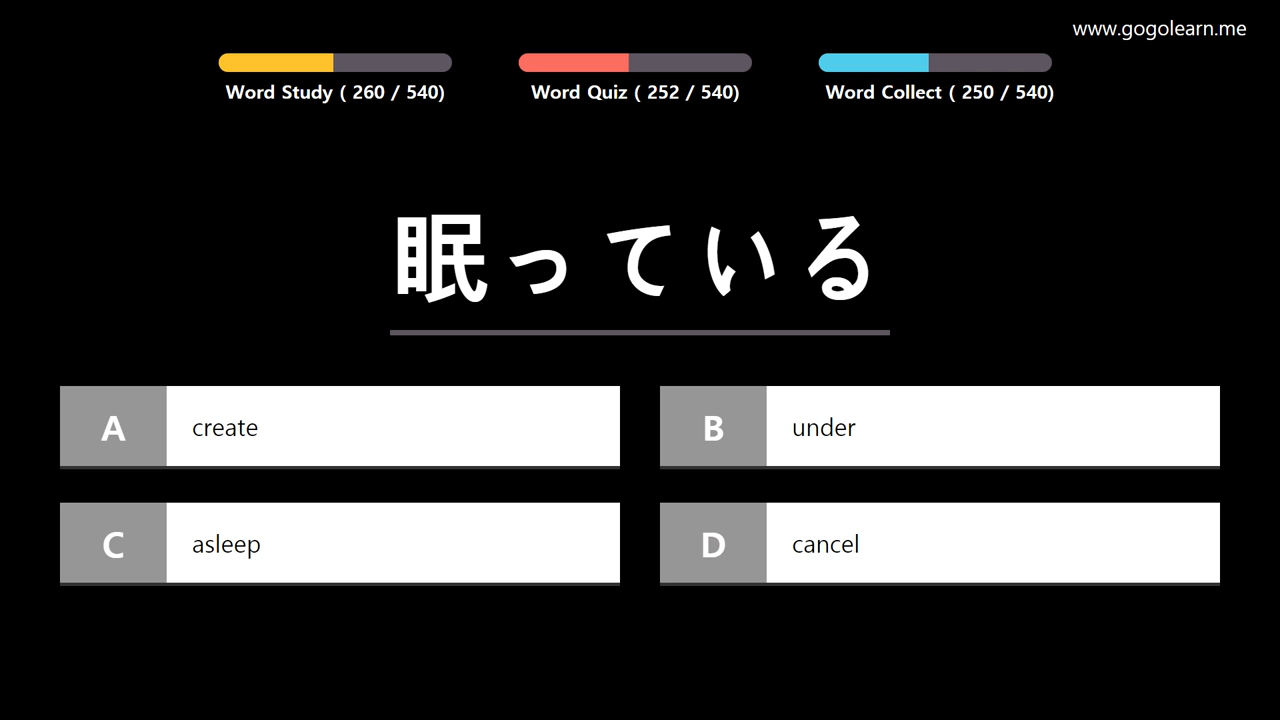 www.gogolearn.me
Word Study ( 260 / 540)
Word Quiz ( 252 / 540)
Word Collect ( 250 / 540)
眠っている
A create
B under
C asleep
D cancel